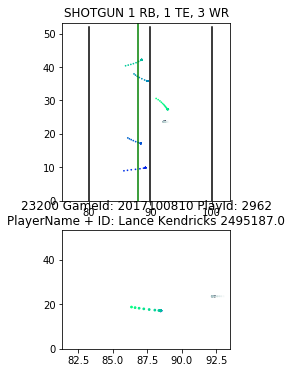 SHOTGUN 1 RB, 1 TE, 3 WR
50
40
30
20
10
0
80 90 100
23200 GameId: 2017100810 PlayId: 2962
PlayerName + ID: Lance Kendricks 2495187.0
40
20
0
82.5 85.0 87.5 90.0 92.5